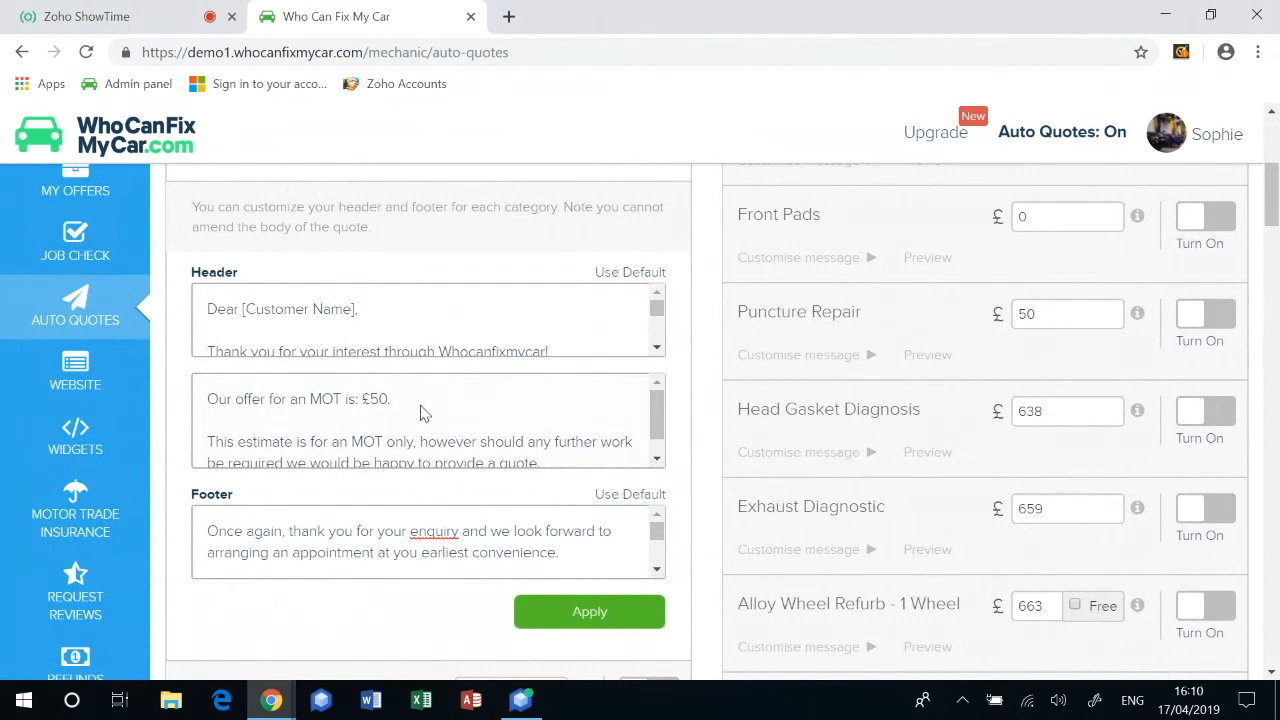 Zoho ShowTime
Who Can Fix My Car
https://demo1.whocanfixmycar.com/mechanic/auto-quotes
Apps
Admin panel
Sign in to your acco...
Zoho Accounts
WhoCanFix
MyCar.com
Upgrade
New
Auto Quotes: On
Sophie
MY OFFERS
JOB CHECK
AUTO QUOTES
WEBSITE
WIDGETS
MOTOR TRADE
INSURANCE
REQUEST
REVIEWS
REFUNDS
You can customize your header and footer for each category. Note you cannot
amend the body of the quote.
Header
Use Default
Dear [Customer Name],
Thank you for your interest through Whocanfixmycar!
Our offer for an MOT is: £50.
This estimate is for an MOT only, however should any further work
be required we would be happy to provide a quote.
Footer
Use Default
Once again, thank you for your enquiry and we look forward to
arranging an appointment at you earliest convenience.
Apply
Customise message
Preview
Front Pads
£ 0
Turn On
Customise message
Preview
Puncture Repair
£ 50
Turn On
Customise message
Preview
Head Gasket Diagnosis
£ 638
Turn On
Customise message
Preview
Exhaust Diagnostic
£ 659
Turn On
Customise message
Preview
Alloy Wheel Refurb - 1 Wheel
£ 663 Free
Turn On
Customise message
Preview
ENG
16:10
17/04/2019